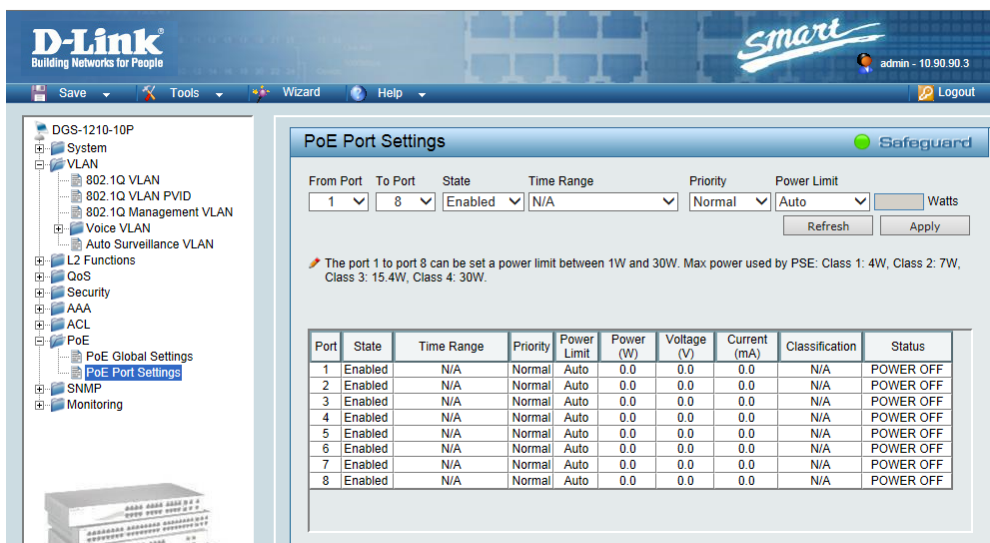 D-Link®
smart
Building Networks for People
admin - 10.90.90.3
Save Tools Wizard Help Logout
DGS-1210-10P
System
VLAN
802.1Q VLAN
802.1Q VLAN PVID
802.1Q Management VLAN
Voice VLAN
Auto Surveillance VLAN
L2 Functions
QoS
Security
AAA
ACL
PoE
PoE Global Settings
PoE Port Settings
SNMP
Monitoring
PoE Port Settings Safeguard
From Port To Port State Time Range Priority Power Limit
1 8 Enabled N/A Normal Auto Watts
Refresh Apply
The port 1 to port 8 can be set a power limit between 1W and 30W. Max power used by PSE: Class 1: 4W, Class 2: 7W,
Class 3: 15.4W, Class 4: 30W.
Port State Time Range Priority Power Limit Power (W) Voltage (V) Current (mA) Classification Status
1 Enabled N/A Normal Auto 0.0 0.0 0.0 N/A POWER OFF
2 Enabled N/A Normal Auto 0.0 0.0 0.0 N/A POWER OFF
3 Enabled N/A Normal Auto 0.0 0.0 0.0 N/A POWER OFF
4 Enabled N/A Normal Auto 0.0 0.0 0.0 N/A POWER OFF
5 Enabled N/A Normal Auto 0.0 0.0 0.0 N/A POWER OFF
6 Enabled N/A Normal Auto 0.0 0.0 0.0 N/A POWER OFF
7 Enabled N/A Normal Auto 0.0 0.0 0.0 N/A POWER OFF
8 Enabled N/A Normal Auto 0.0 0.0 0.0 N/A POWER OFF